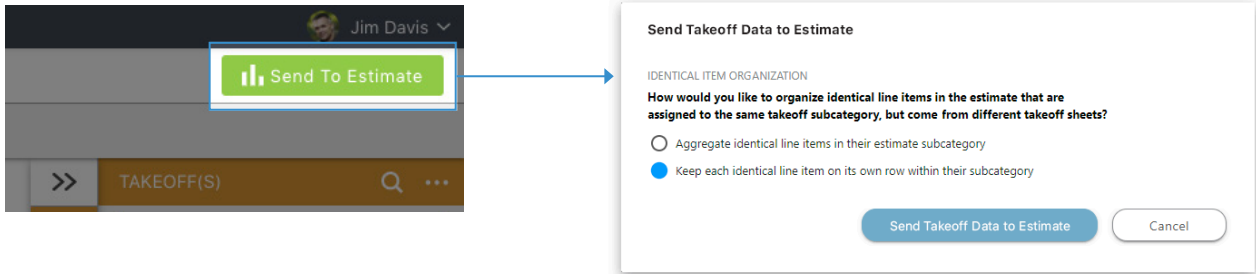 Jim Davis
Send To Estimate
TAKEOFF(S)
Send Takeoff Data to Estimate
IDENTICAL ITEM ORGANIZATION
How would you like to organize identical line items in the estimate that are
assigned to the same takeoff subcategory, but come from different takeoff sheets?
Aggregate identical line items in their estimate subcategory
Keep each identical line item on its own row within their subcategory
Send Takeoff Data to Estimate
Cancel